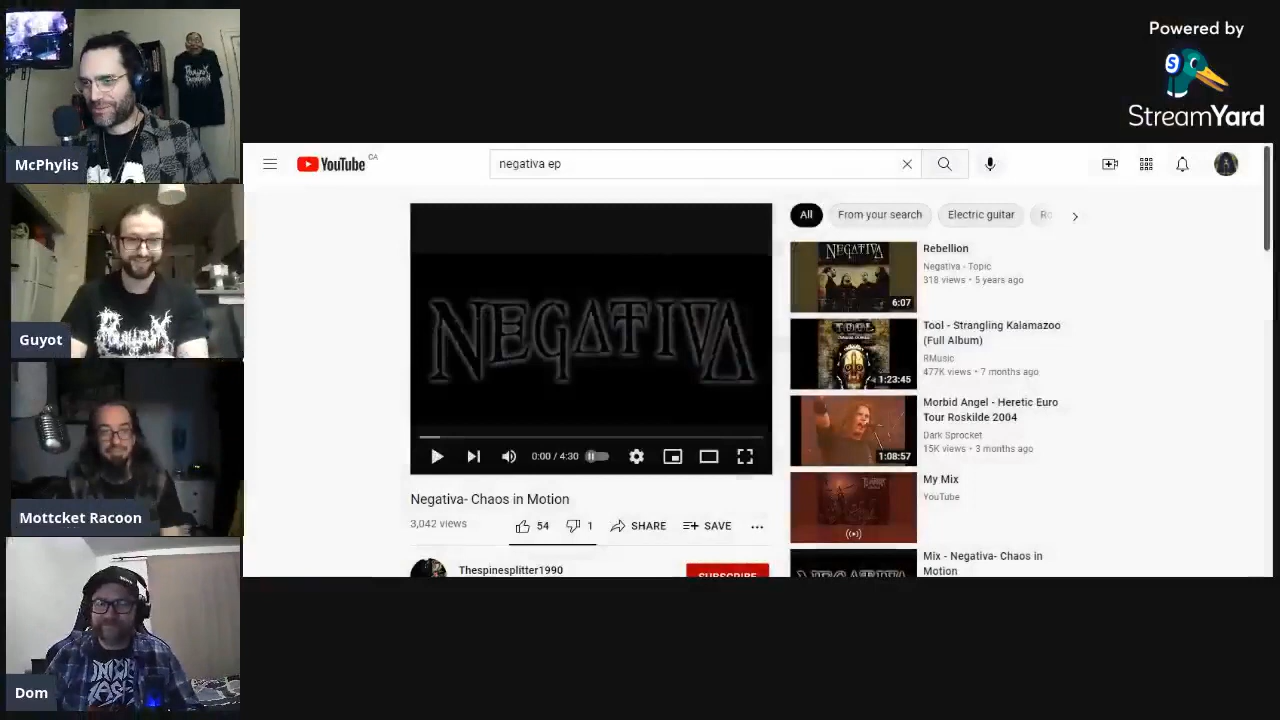 Powered by
StreamYard
McPhylis
Guyot
Mottcket Racoon
Dom
YouTube CA
negativa ep
NEGATIVA
0:00 / 4:30
Negativa- Chaos in Motion
3,042 views
54
1
SHARE
SAVE
Thespinesplitter1990
SUBSCRIBE
All
From your search
Electric guitar
NEGATIVA
6:07
Rebellion
Negativa - Topic
318 views • 5 years ago
TOOL
1:23:45
Tool - Strangling Kalamazoo
(Full Album)
RMusic
477K views • 7 months ago
1:08:57
Morbid Angel - Heretic Euro
Tour Roskilde 2004
Dark Sprocket
15K views • 3 months ago
My Mix
YouTube
NEGATIVA
Mix - Negativa- Chaos in
Motion